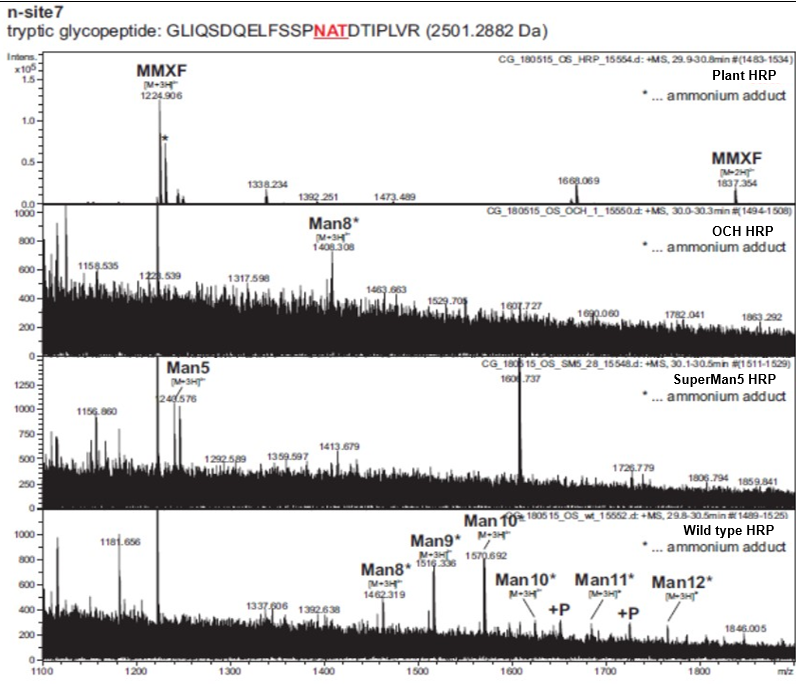 n-site7
tryptic glycopeptide: GLIQSDQELFSSPNATDTIPLVR (2501.2882 Da)
Intens.
x10⁵
CG_180515_OS_HRP_15554.d: +MS, 29.9-30.8min #(1483-1534)
Plant HRP
* ... ammonium adduct
MMXF
[M+3H]³⁺
1224.906
*
1338.234
1392.251
1473.489
1668.069
MMXF
[M+2H]²⁺
1837.354
1.5
1.0
0.5
0.0
CG_180515_OS_OCH_1_15550.d: +MS, 30.0-30.3min #(1494-1508)
OCH HRP
* ... ammonium adduct
Man8*
[M+3H]³⁺
1408.308
1158.535
1223.539
1317.598
1463.663
1529.705
1607.727
1690.060
1782.041
1863.292
1000
800
600
400
200
0
CG_180515_OS_SM5_28_15548.d: +MS, 30.1-30.5min #(1511-1529)
SuperMan5 HRP
* ... ammonium adduct
Man5
[M+3H]³⁺
1240.576
1156.860
1292.589
1359.597
1413.679
1606.737
1726.779
1806.794
1859.841
1250
1000
750
500
250
0
CG_180515_OS_wt_15552.d: +MS, 29.8-30.5min #(1489-1525)
Wild type HRP
* ... ammonium adduct
1181.656
1337.606
1392.638
Man8*
[M+3H]³⁺
1462.319
Man9*
[M+3H]³⁺
1516.336
Man10*
[M+3H]³⁺
1570.692
Man10*
[M+3H]³⁺
+P
Man11*
[M+3H]³⁺
+P
Man12*
[M+3H]³⁺
1846.005
1000
800
600
400
200
0
1100 1200 1300 1400 1500 1600 1700 1800 m/z